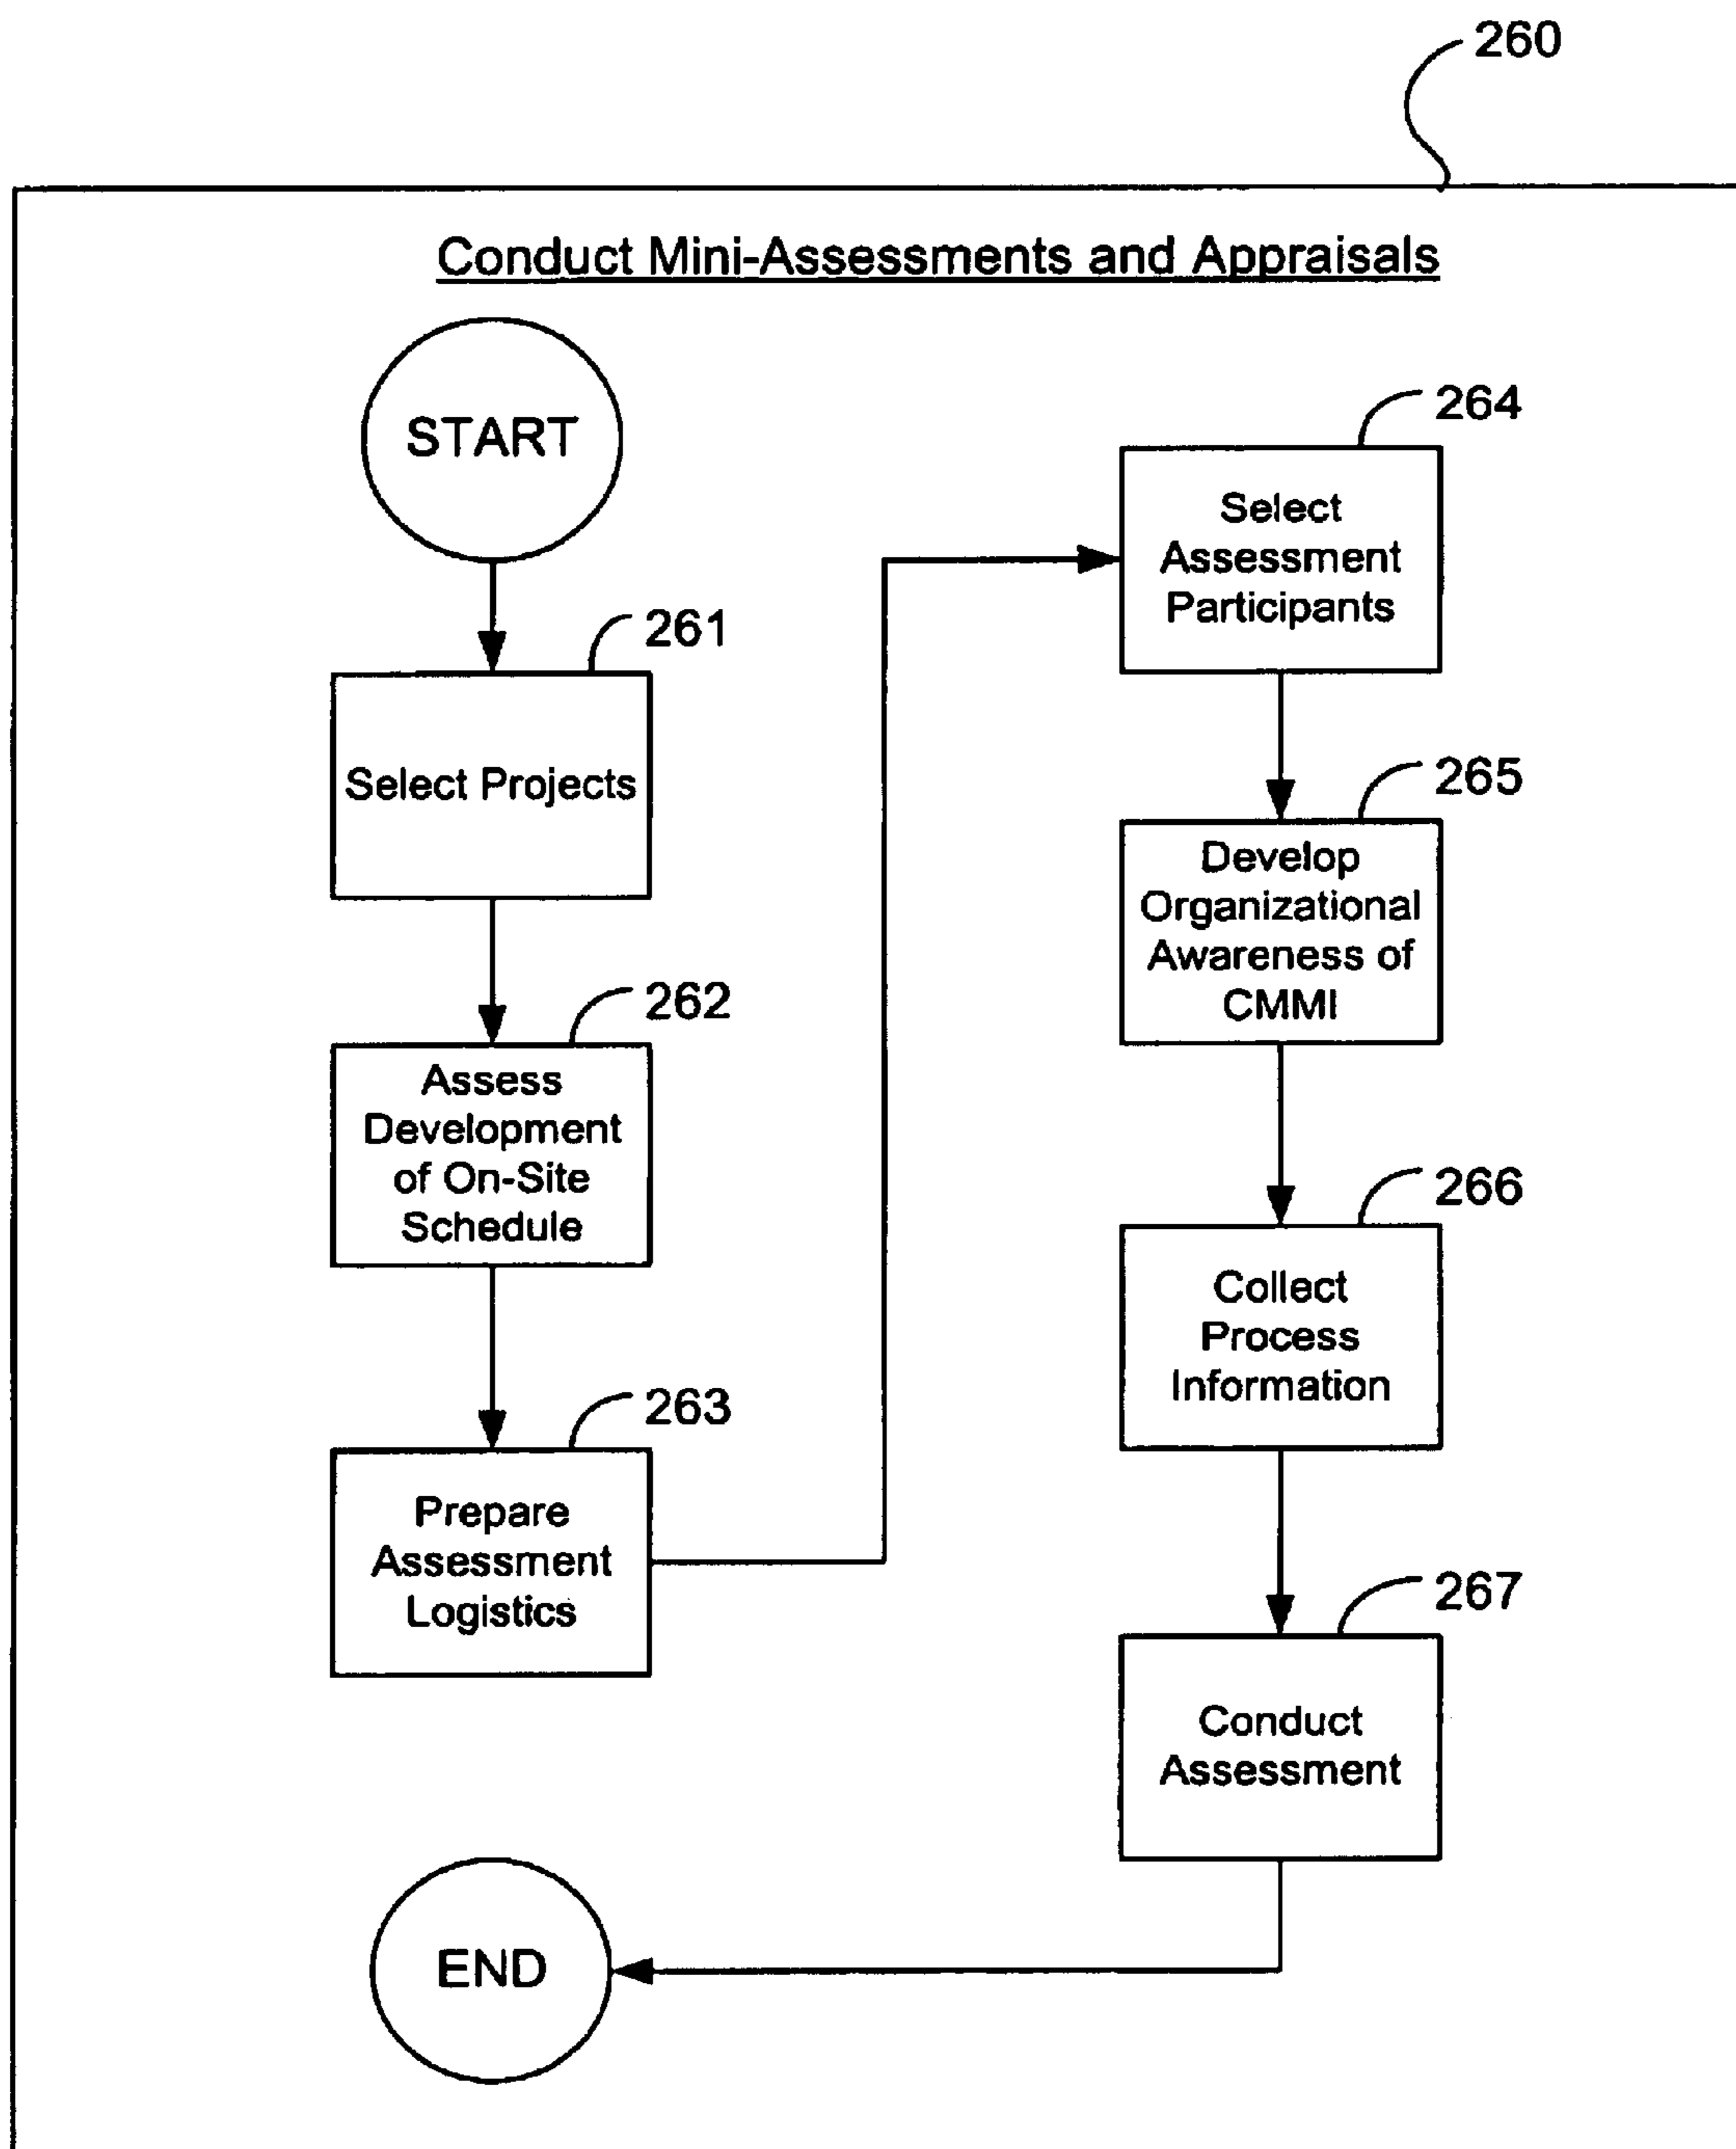 260
Conduct Mini-Assessments and Appraisals
START
261
Select Projects
262
Assess
Development
of On-Site
Schedule
263
Prepare
Assessment
Logistics
264
Select
Assessment
Participants
265
Develop
Organizational
Awareness of
CMMI
266
Collect
Process
Information
267
Conduct
Assessment
END